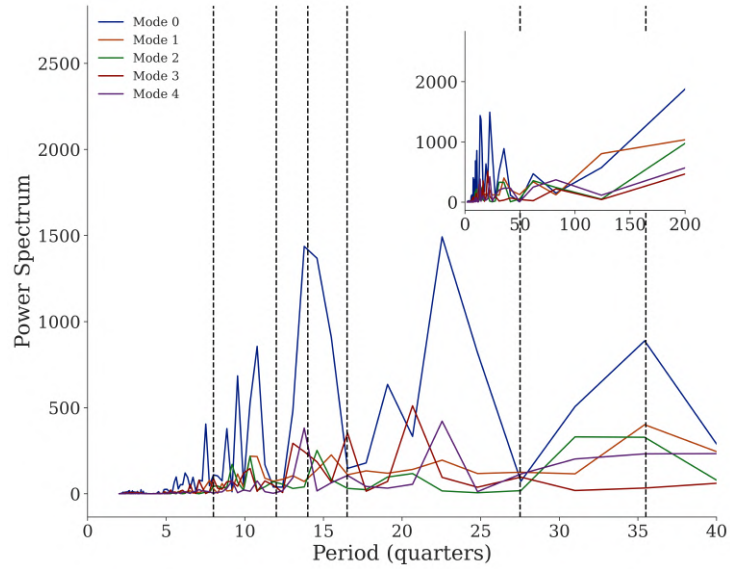 Mode 0
Mode 1
Mode 2
Mode 3
Mode 4
2500
2000
1500
1000
500
0
Power Spectrum
0 5 10 15 20 25 30 35 40
Period (quarters)
2000
1000
0
0 50 100 150 200